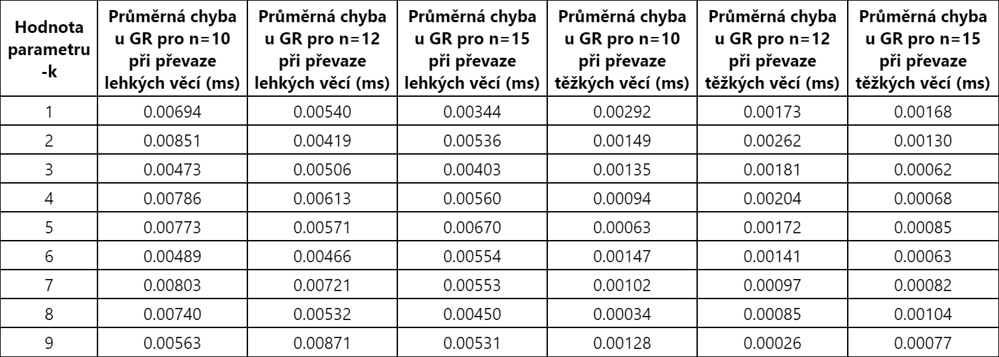 Hodnota parametru -k | Průměrná chyba u GR pro n=10 při převaze lehkých věcí (ms) | Průměrná chyba u GR pro n=12 při převaze lehkých věcí (ms) | Průměrná chyba u GR pro n=15 při převaze lehkých věcí (ms) | Průměrná chyba u GR pro n=10 při převaze těžkých věcí (ms) | Průměrná chyba u GR pro n=12 při převaze těžkých věcí (ms) | Průměrná chyba u GR pro n=15 při převaze těžkých věcí (ms)
1 | 0.00694 | 0.00540 | 0.00344 | 0.00292 | 0.00173 | 0.00168
2 | 0.00851 | 0.00419 | 0.00536 | 0.00149 | 0.00262 | 0.00130
3 | 0.00473 | 0.00506 | 0.00403 | 0.00135 | 0.00181 | 0.00062
4 | 0.00786 | 0.00613 | 0.00560 | 0.00094 | 0.00204 | 0.00068
5 | 0.00773 | 0.00571 | 0.00670 | 0.00063 | 0.00172 | 0.00085
6 | 0.00489 | 0.00466 | 0.00554 | 0.00147 | 0.00141 | 0.00063
7 | 0.00803 | 0.00721 | 0.00553 | 0.00102 | 0.00097 | 0.00082
8 | 0.00740 | 0.00532 | 0.00450 | 0.00034 | 0.00085 | 0.00104
9 | 0.00563 | 0.00871 | 0.00531 | 0.00128 | 0.00026 | 0.00077